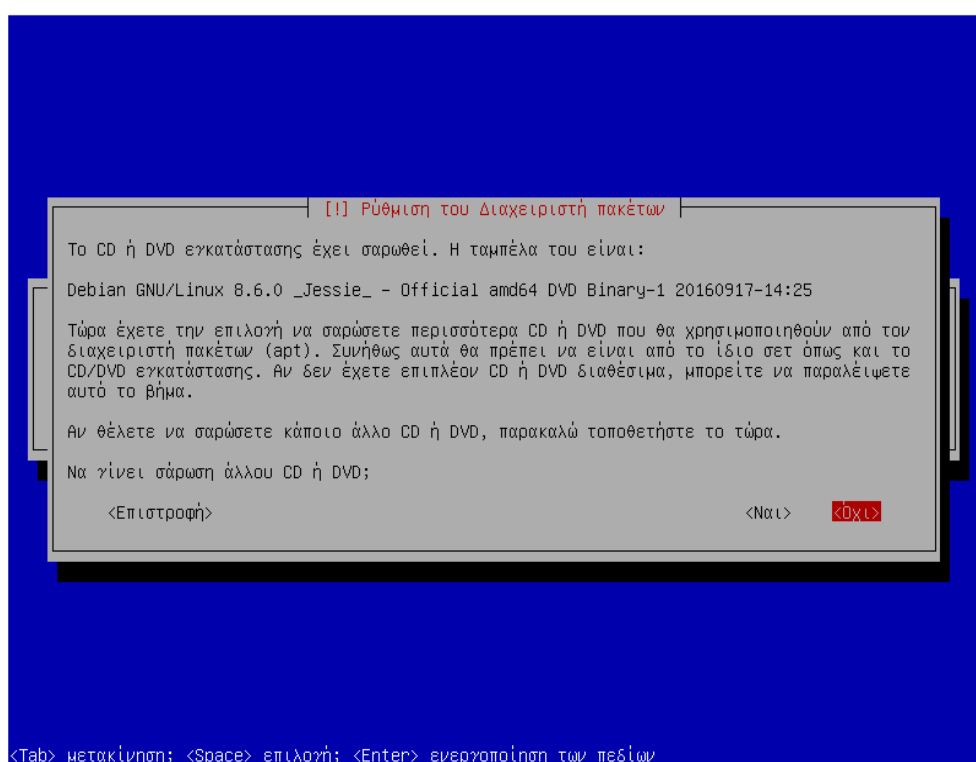 [!] Ρύθμιση του Διαχειριστή πακέτων
Το CD ή DVD εγκατάστασης έχει σαρωθεί. Η ταμπέλα του είναι:
Debian GNU/Linux 8.6.0 _Jessie_ - Official amd64 DVD Binary-1 20160917-14:25
Τώρα έχετε την επιλογή να σαρώσετε περισσότερα CD ή DVD που θα χρησιμοποιηθούν από τον
διαχειριστή πακέτων (apt). Συνήθως αυτά θα πρέπει να είναι από το ίδιο σετ όπως και το
CD/DVD εγκατάστασης. Αν δεν έχετε επιπλέον CD ή DVD διαθέσιμα, μπορείτε να παραλέιψετε
αυτό το βήμα.
Αν θέλετε να σαρώσετε κάποιο άλλο CD ή DVD, παρακαλώ τοποθετήστε το τώρα.
Να γίνει σάρωση άλλου CD ή DVD;
<Επιστροφή> <Ναι> <Όχι>
<Tab> μετακίνηση; <Space> επιλογή; <Enter> ενεργοποίηση των πεδίων